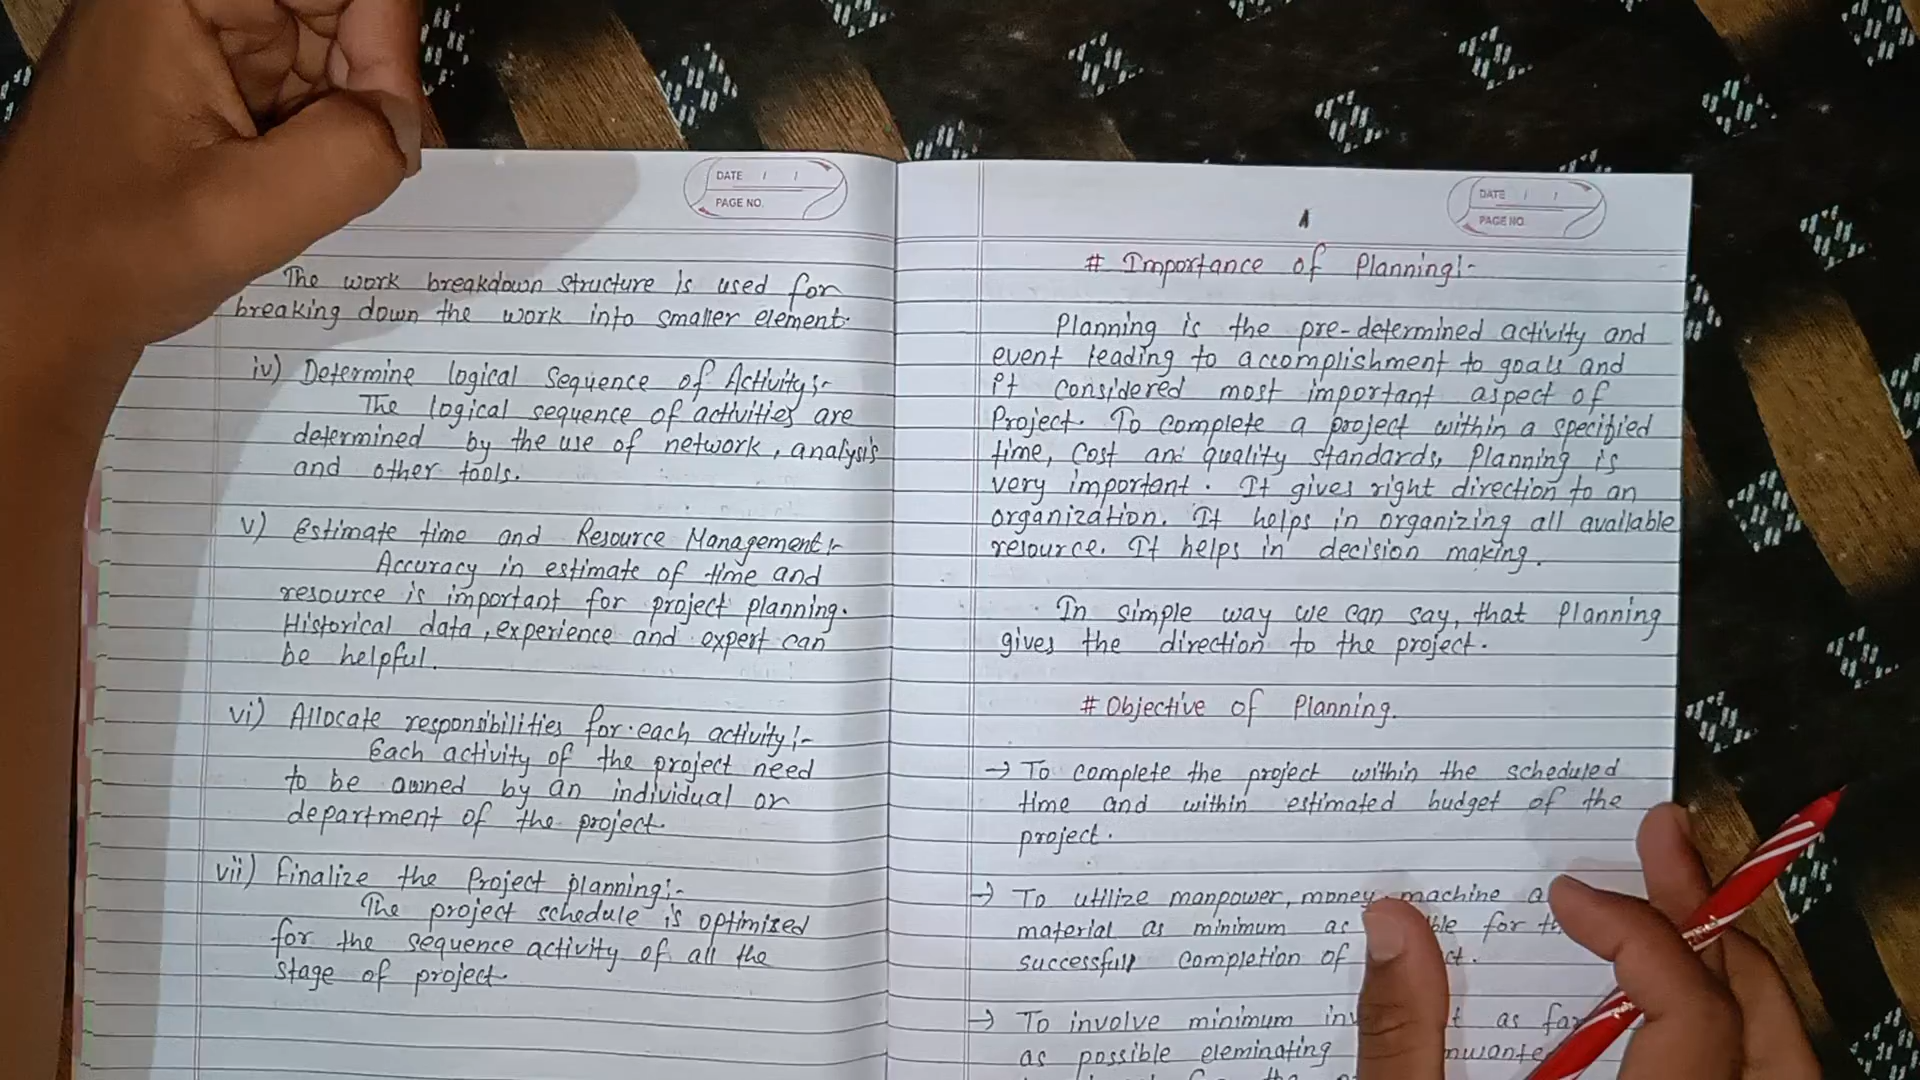 DATE / /
PAGE NO.
The work breakdown structure is used for
breaking down the work into smaller element.
iv) Determine logical sequence of Activity:-
The logical sequence of activities are
determined by the use of network, analysis
and other tools.
v) Estimate time and Resource Management:-
Accuracy in estimate of time and
resource is important for project planning.
Historical data, experience and expert can
be helpful.
vi) Allocate responsibilities for each activity:-
Each activity of the project need
to be owned by an individual or
department of the project.
vii) Finalize the Project planning:-
The project schedule is optimized
for the sequence activity of all the
stage of project.
DATE / /
PAGE NO.
# Importance of Planning:-
Planning is the pre-determined activity and
event leading to accomplishment to goals and
it considered most important aspect of
Project. To complete a project within a specified
time, cost and quality standards, Planning is
very important. It gives right direction to an
organization. It helps in organizing all available
resource. It helps in decision making.
In simple way we can say, that Planning
gives the direction to the project.
# Objective of Planning.
→ To complete the project within the scheduled
time and within estimated budget of the
project.
→ To utilize manpower, money, machine
material as minimum as for
successfull completion of
→ To involve minimum as far
as possible eleminating